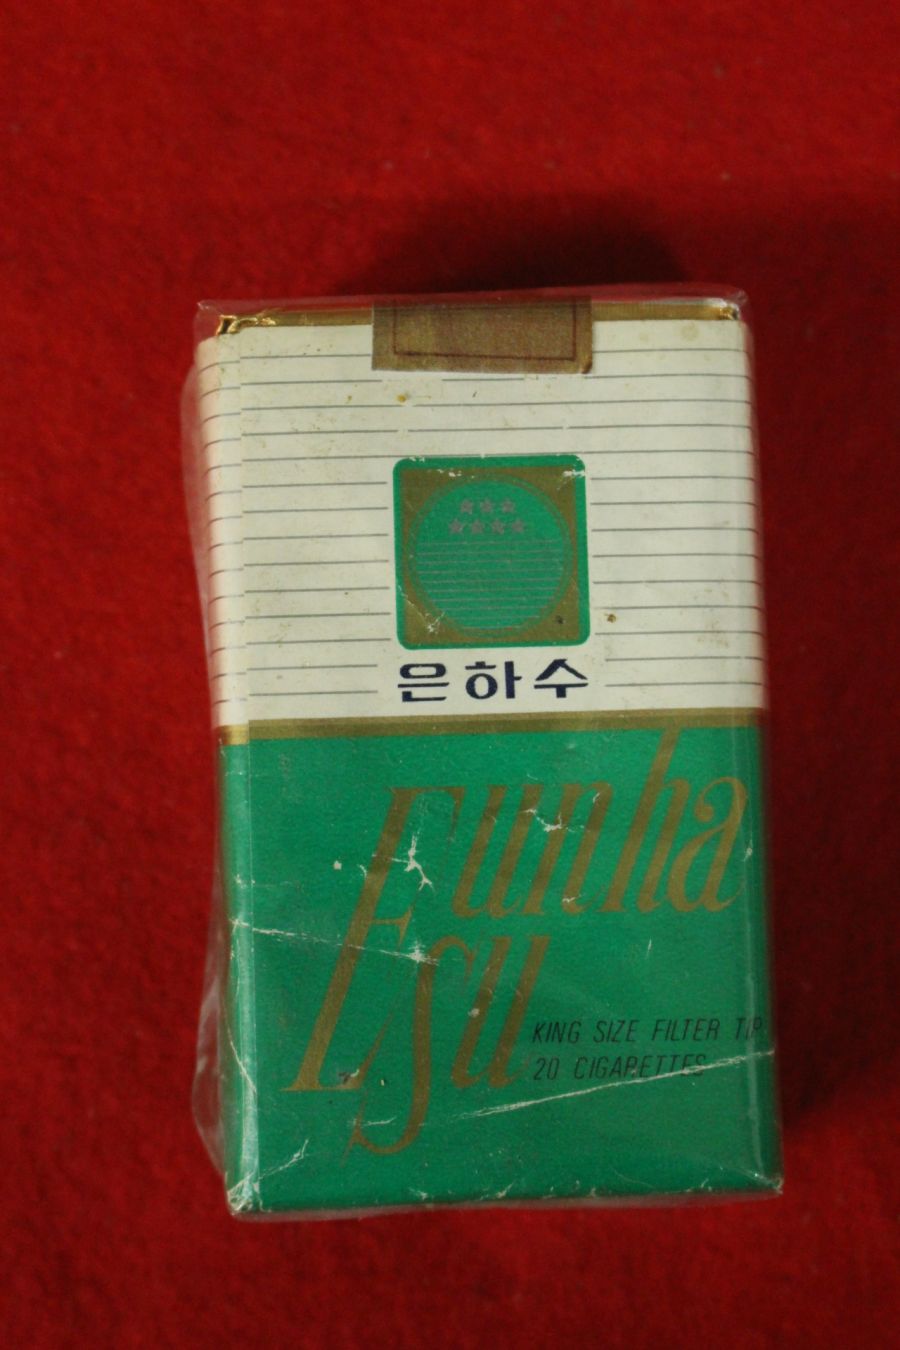 은하수
Eunha
Su
KING SIZE FILTER TIP
20 CIGARETTES